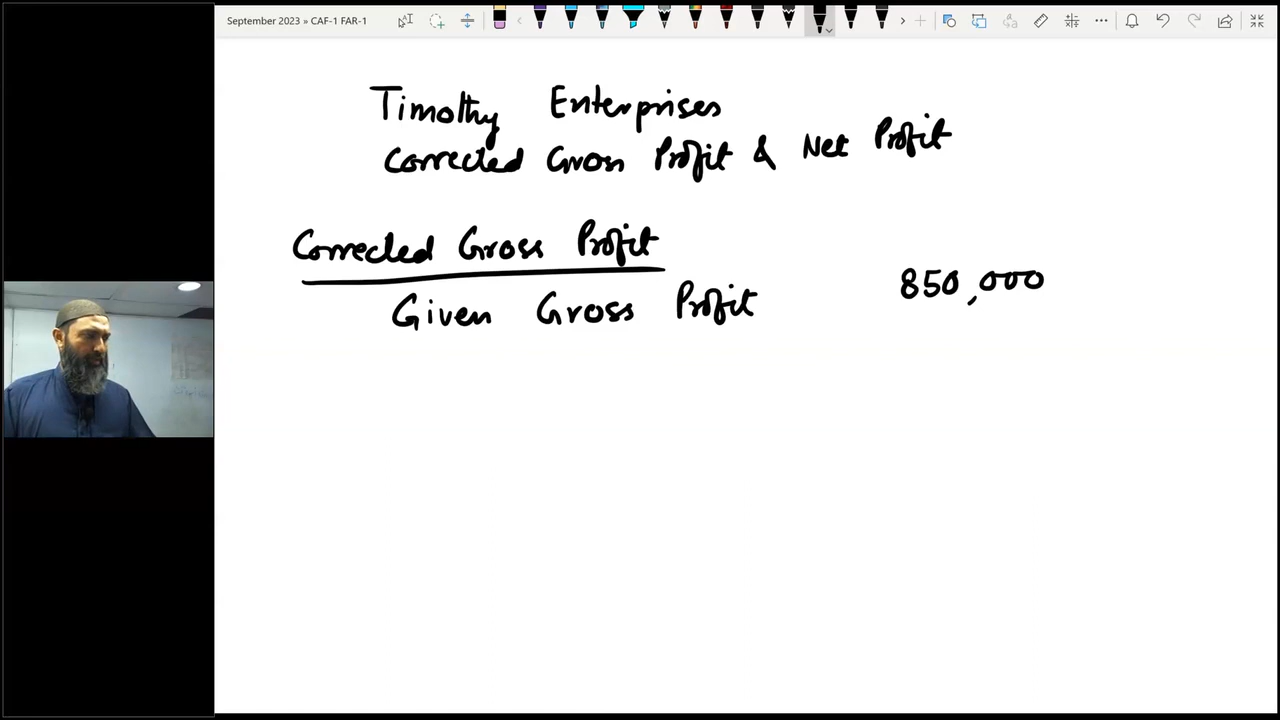 September 2023 » CAF-1 FAR-1
Timothy Enterprises
Corrected Gross Profit & Net Profit
Corrected Gross Profit
Given Gross Profit 850,000